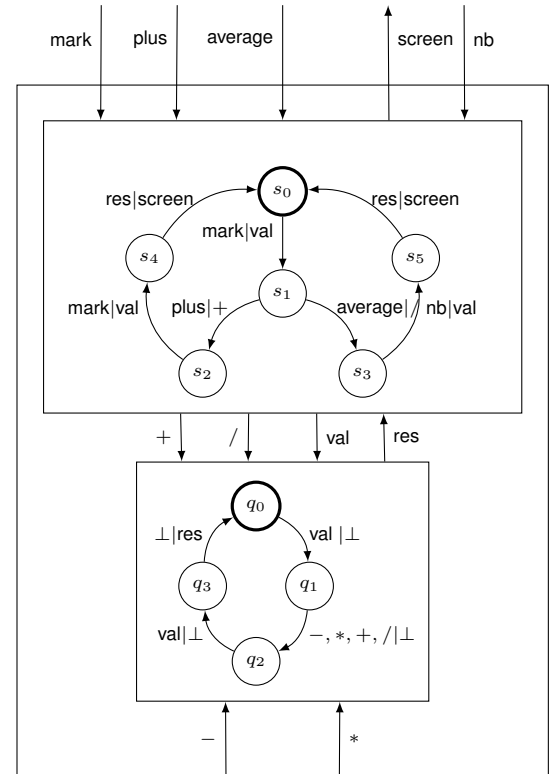 mark plus average screen nb
s0
res|screen res|screen
mark|val
s4 s5
s1
mark|val plus|+ average|/ nb|val
s2 s3
+ / val res
q0
⊥|res val |⊥
q3 q1
val|⊥ −, ∗, +, /|⊥
q2
− ∗